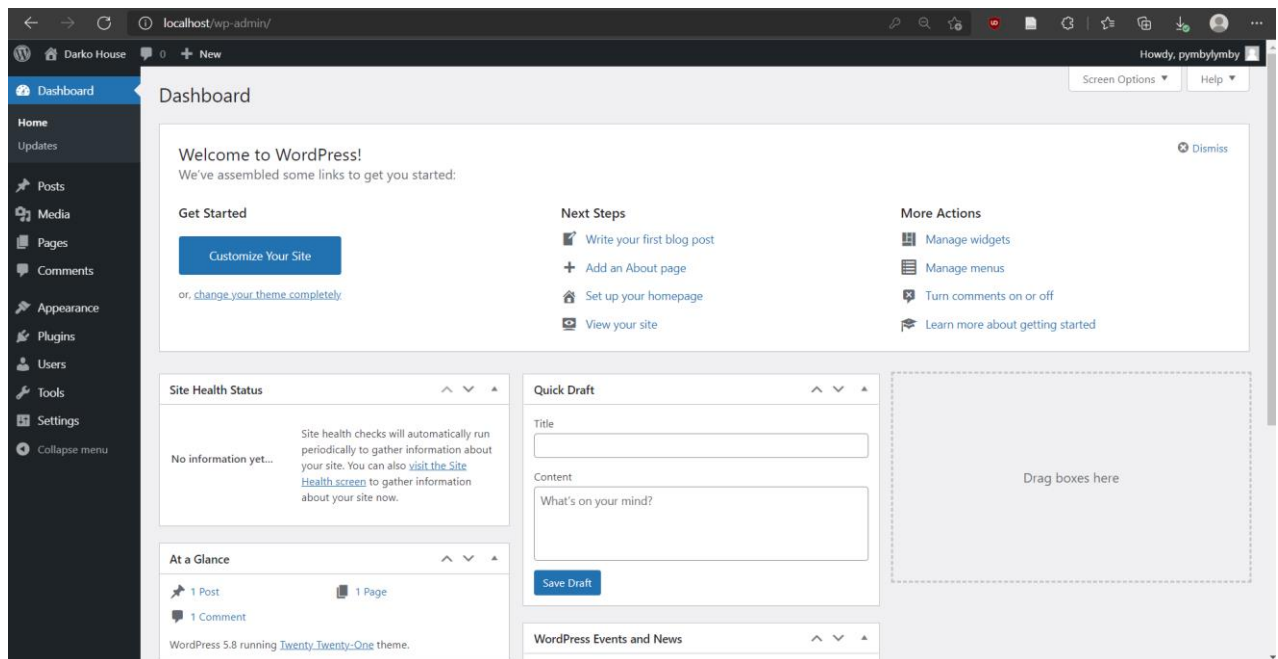 localhost/wp-admin/
Darko House 0 New
Howdy, pymbylymby
Dashboard
Home
Updates
Posts
Media
Pages
Comments
Appearance
Plugins
Users
Tools
Settings
Collapse menu
Dashboard
Screen Options
Help
Welcome to WordPress!
We've assembled some links to get you started:
Dismiss
Get Started
Customize Your Site
or, change your theme completely
Next Steps
Write your first blog post
Add an About page
Set up your homepage
View your site
More Actions
Manage widgets
Manage menus
Turn comments on or off
Learn more about getting started
Site Health Status
No information yet...
Site health checks will automatically run
periodically to gather information about
your site. You can also visit the Site
Health screen to gather information
about your site now.
At a Glance
1 Post
1 Page
1 Comment
WordPress 5.8 running Twenty Twenty-One theme.
Quick Draft
Title
Content
What's on your mind?
Save Draft
WordPress Events and News
Drag boxes here